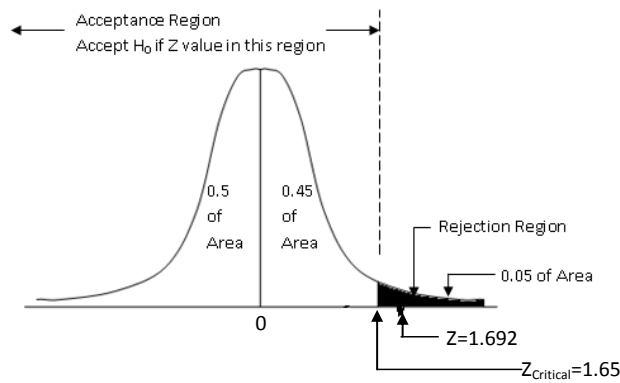 Acceptance Region
Accept H₀ if Z value in this region
0.5
of
Area
0.45
of
Area
Rejection Region
0.05 of Area
0
Z=1.692
Z_Critical=1.65